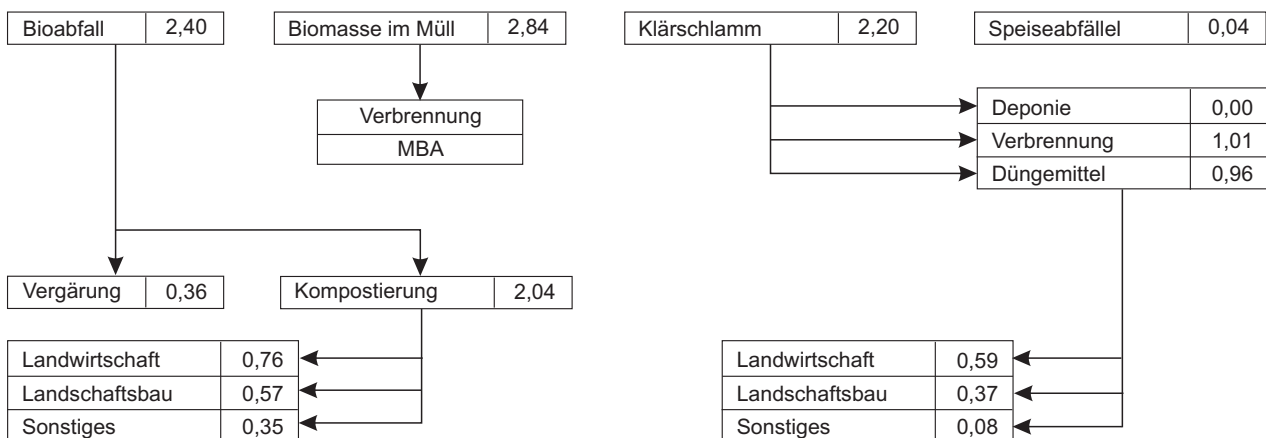 Bioabfall 2,40
Biomasse im Müll 2,84
Klärschlamm 2,20
Speiseabfällel 0,04
Verbrennung
MBA
Deponie 0,00
Verbrennung 1,01
Düngemittel 0,96
Vergärung 0,36
Kompostierung 2,04
Landwirtschaft 0,76
Landschaftsbau 0,57
Sonstiges 0,35
Landwirtschaft 0,59
Landschaftsbau 0,37
Sonstiges 0,08